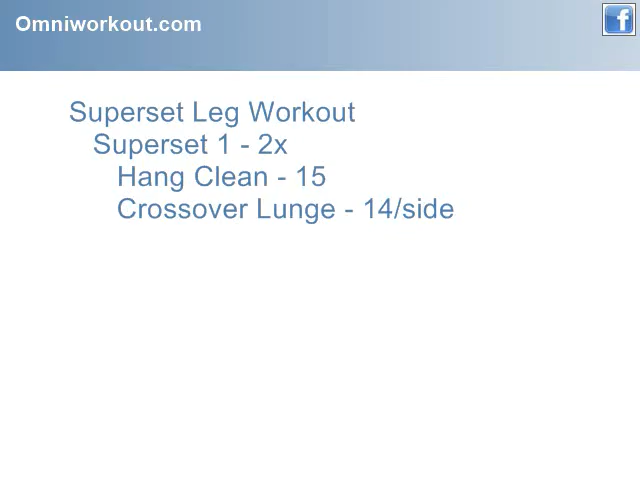 Omniworkout.com
f
Superset Leg Workout
Superset 1 - 2x
Hang Clean - 15
Crossover Lunge - 14/side